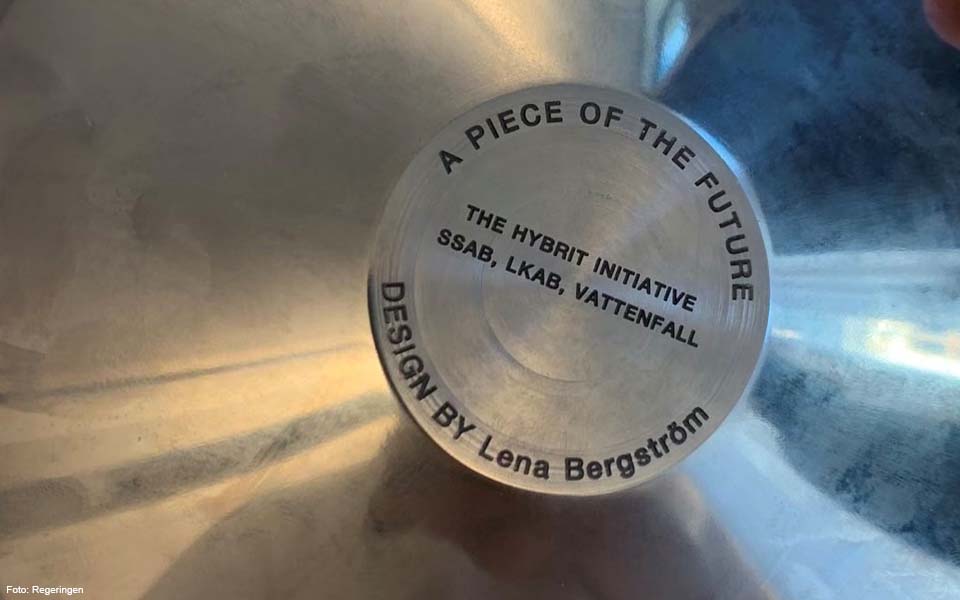 A PIECE OF THE FUTURE
THE HYBRIT INITIATIVE
SSAB, LKAB, VATTENFALL
DESIGN BY Lena Bergström
Foto: Regeringen